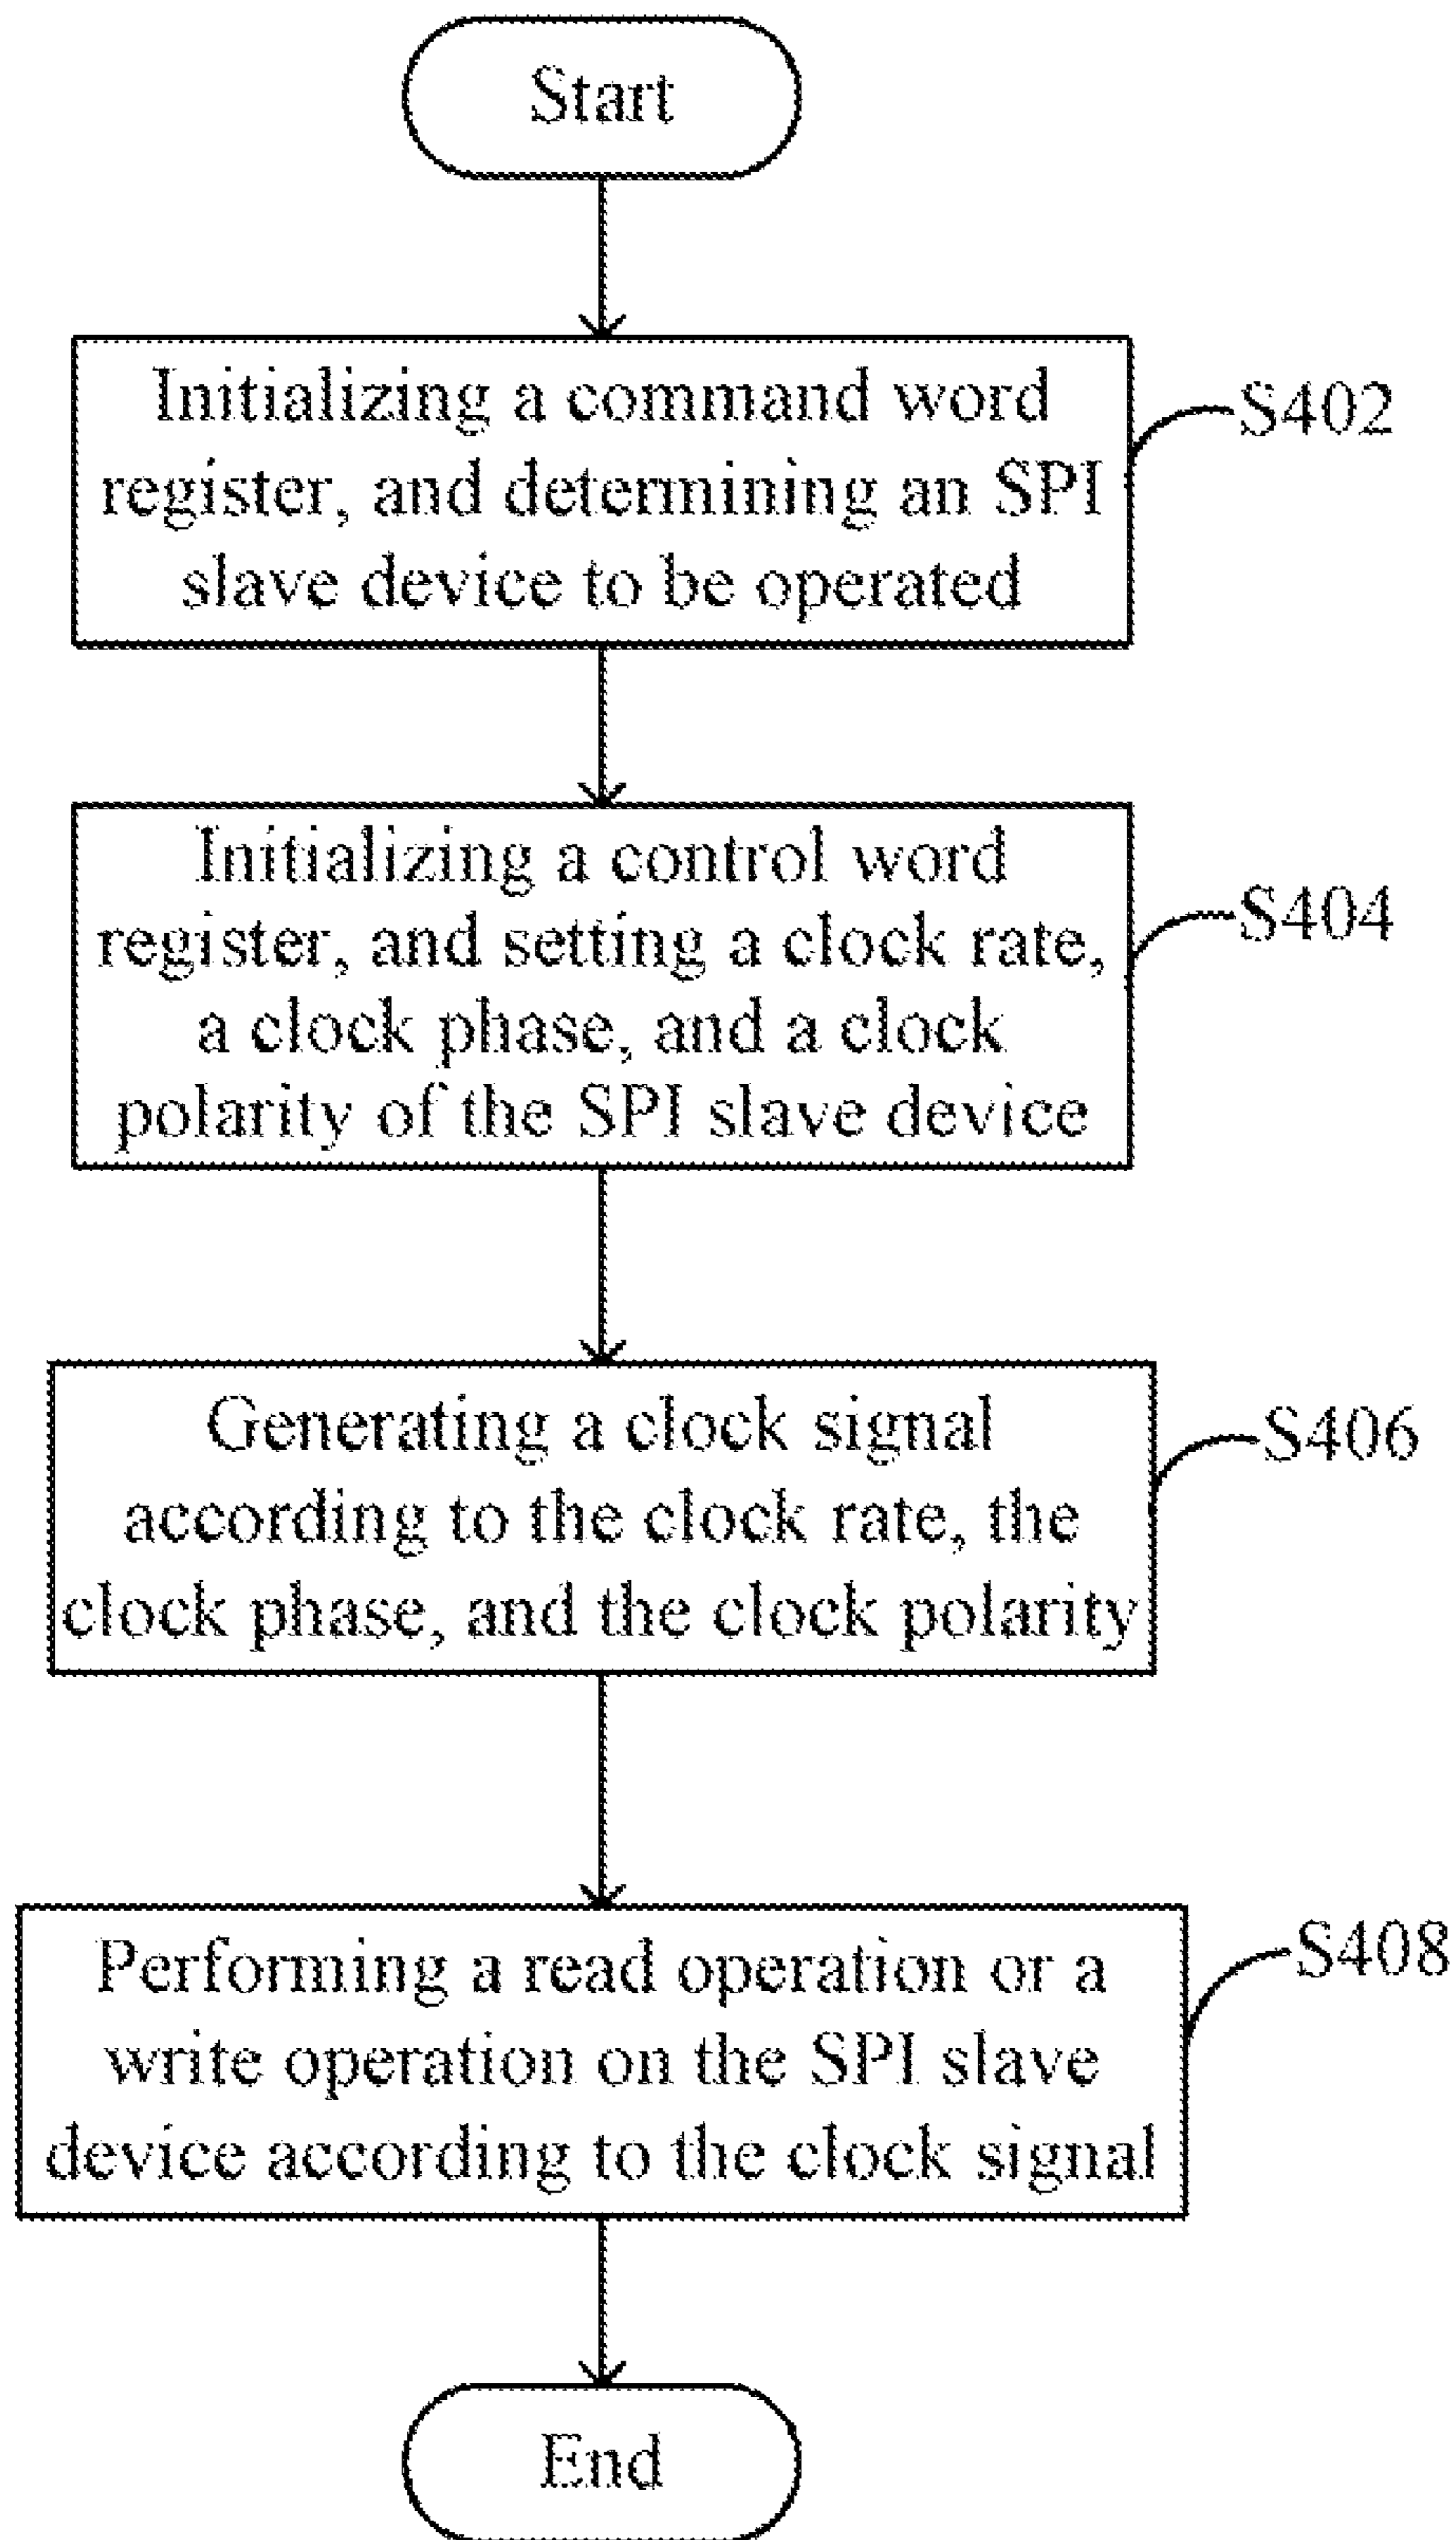 Start
Initializing a command word
register, and determining an SPI
slave device to be operated
S402
Initializing a control word
register, and setting a clock rate,
a clock phase, and a clock
polarity of the SPI slave device
S404
Generating a clock signal
according to the clock rate, the
clock phase, and the clock polarity
S406
Performing a read operation or a
write operation on the SPI slave
device according to the clock signal
S408
End